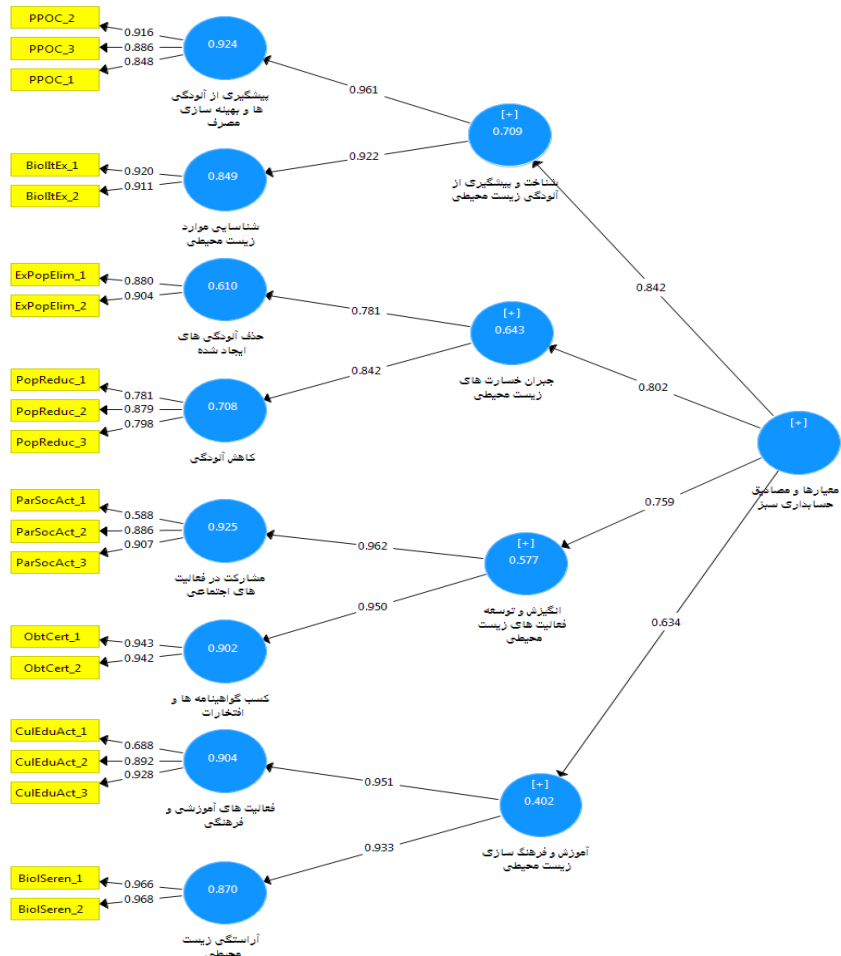 PPOC_2
0.916
PPOC_3
0.886
PPOC_1
0.848
0.924
پیشگیری از آلودگی
ها و بهینه سازی
مصرف
0.961
BiolItEx_1
0.920
BiolItEx_2
0.911
0.849
شناسایی موارد
زیست محیطی
0.922
[+]
0.709
شناخت و پیشگیری از
آلودگی زیست محیطی
0.842
ExPopElim_1
0.880
ExPopElim_2
0.904
0.610
حذف آلودگی های
ایجاد شده
0.781
PopReduc_1
0.781
PopReduc_2
0.879
PopReduc_3
0.798
0.708
کاهش آلودگی
0.842
[+]
0.643
جبران خسارت های
زیست محیطی
0.802
[+]
معیارها و مصادیق
حسابداری سبز
ParSocAct_1
0.588
ParSocAct_2
0.886
ParSocAct_3
0.907
0.925
مشارکت در فعالیت
های اجتماعی
0.962
ObtCert_1
0.943
ObtCert_2
0.942
0.902
کسب گواهینامه ها و
افتخارات
0.950
[+]
0.577
انگیزش و توسعه
فعالیت های زیست
محیطی
0.759
CulEduAct_1
0.688
CulEduAct_2
0.892
CulEduAct_3
0.928
0.904
فعالیت های آموزشی و
فرهنگی
0.951
BiolSeren_1
0.966
BiolSeren_2
0.968
0.870
آراستگی زیست
محیطی
0.933
[+]
0.402
آموزش و فرهنگ سازی
زیست محیطی
0.634